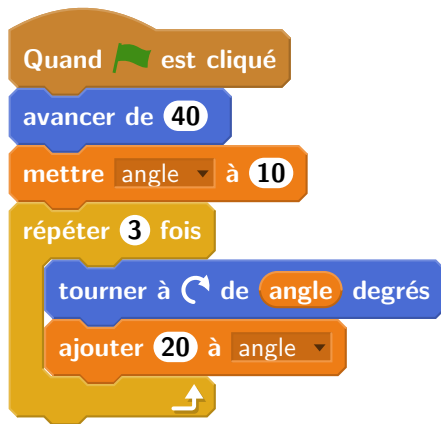 Quand est cliqué
avancer de 40
mettre angle à 10
répéter 3 fois
tourner à de angle degrés
ajouter 20 à angle